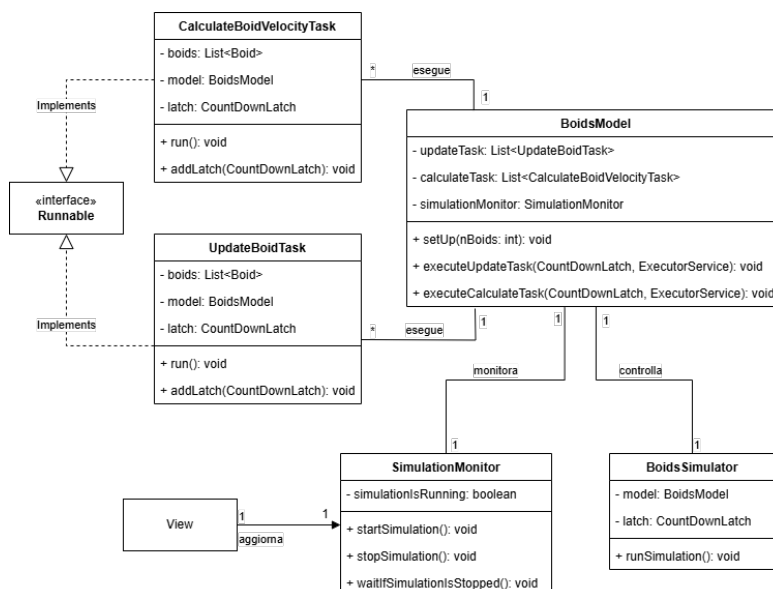 CalculateBoidVelocityTask
- boids: List<Boid>
- model: BoidsModel
- latch: CountDownLatch
+ run(): void
+ addLatch(CountDownLatch): void
* esegue
1
Implements
BoidsModel
- updateTask: List<UpdateBoidTask>
- calculateTask: List<CalculateBoidVelocityTask>
- simulationMonitor: SimulationMonitor
+ setUp(nBoids: int): void
+ executeUpdateTask(CountDownLatch, ExecutorService): void
+ executeCalculateTask(CountDownLatch, ExecutorService): void
«interface»
Runnable
UpdateBoidTask
- boids: List<Boid>
- model: BoidsModel
- latch: CountDownLatch
+ run(): void
+ addLatch(CountDownLatch): void
Implements
* esegue
1
1
1
monitora
controlla
1
1
SimulationMonitor
- simulationIsRunning: boolean
+ startSimulation(): void
+ stopSimulation(): void
+ waitIfSimulationIsStopped(): void
BoidsSimulator
- model: BoidsModel
- latch: CountDownLatch
+ runSimulation(): void
View
1
1
aggiorna